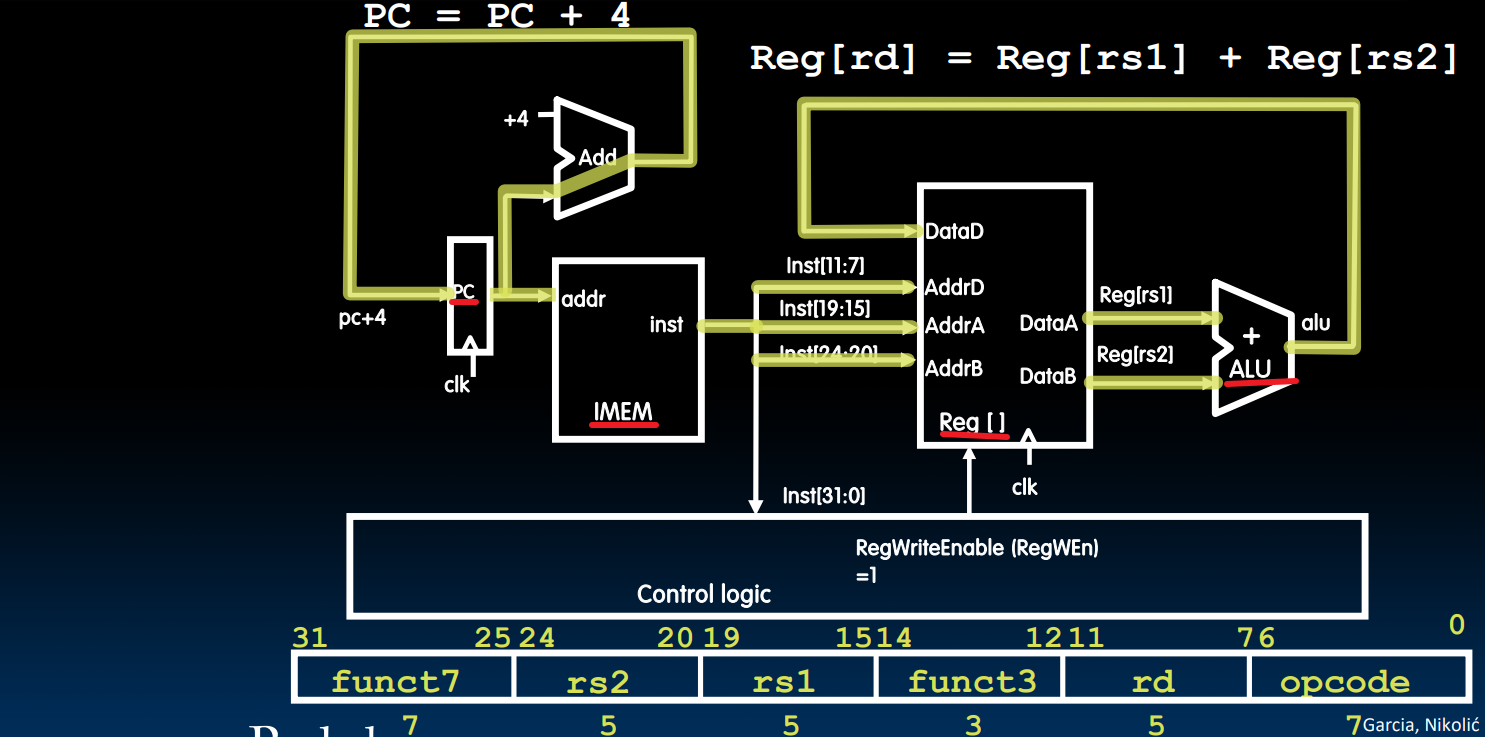 PC = PC + 4
Reg[rd] = Reg[rs1] + Reg[rs2]
+4
Add
DataD
Inst[11:7]
AddrD
PC
addr
Reg[rs1]
Inst[19:15]
pc+4
inst
AddrA
DataA
+
alu
Inst[24:20]
Reg[rs2]
AddrB
DataB
ALU
clk
IMEM
Reg [ ]
clk
Inst[31:0]
RegWriteEnable (RegWEn)
=1
Control logic
31 25 24 20 19 15 14 12 11 7 6 0
funct7 rs2 rs1 funct3 rd opcode
7 5 5 3 5 7
Garcia, Nikolić